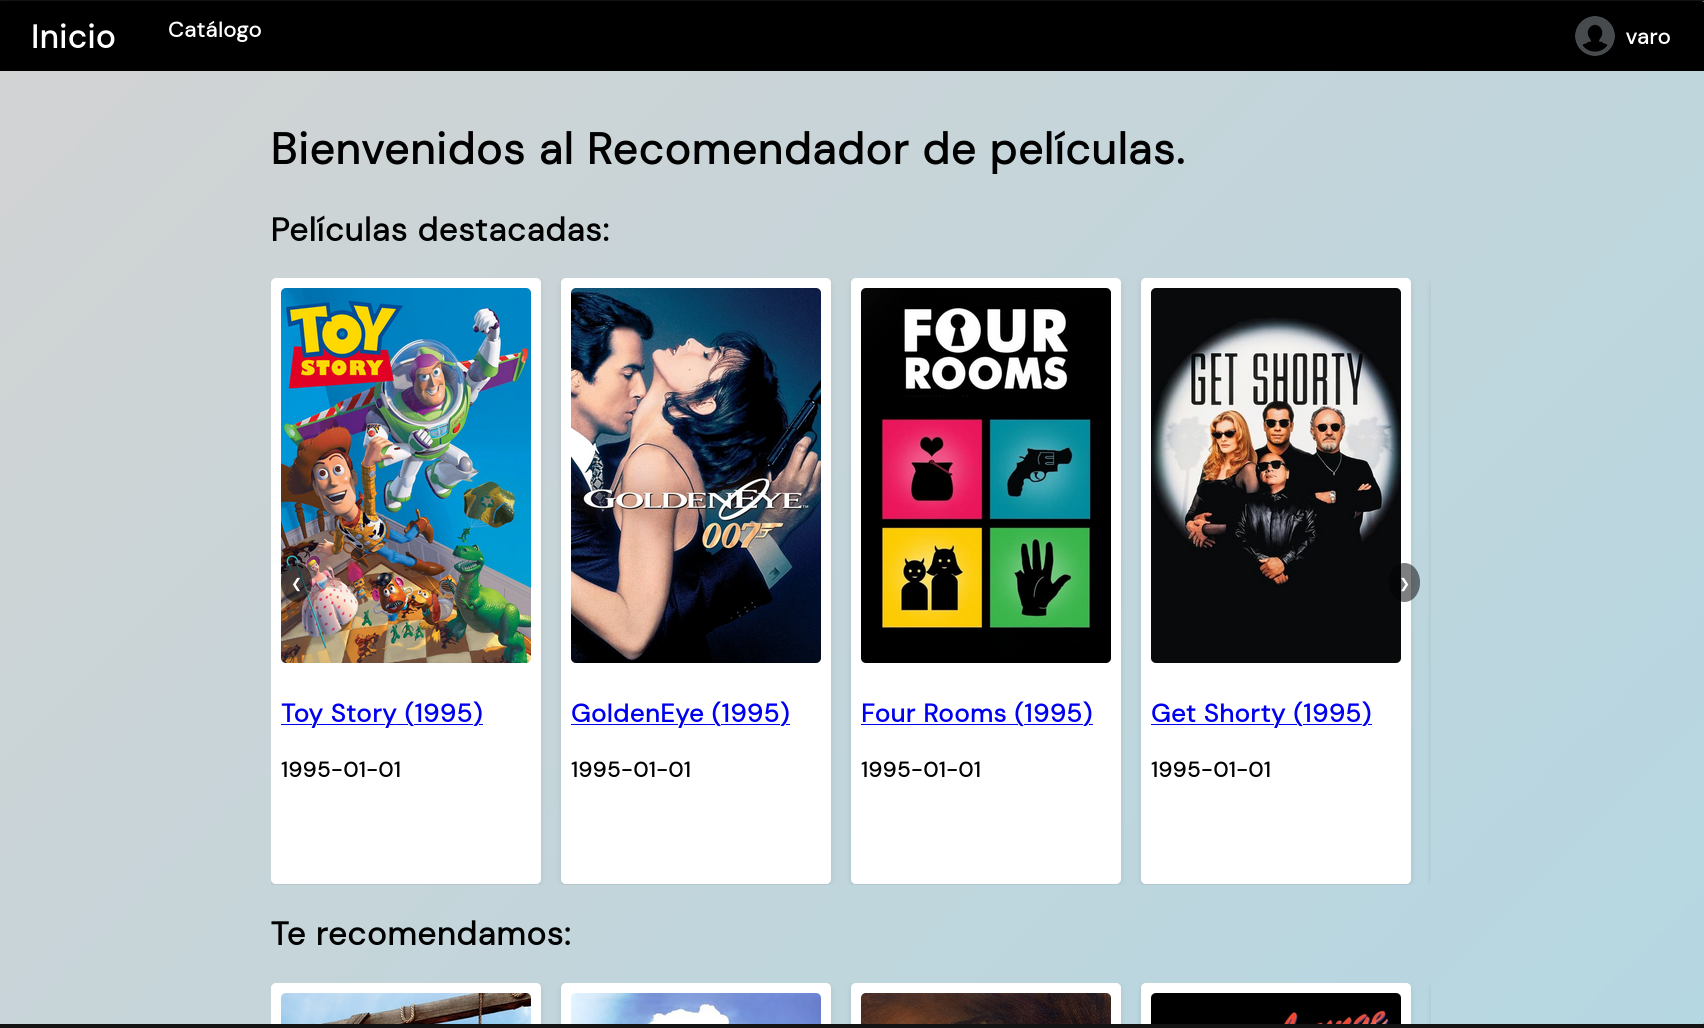 Inicio
Catálogo
varo
Bienvenidos al Recomendador de películas.
Películas destacadas:
TOY
STORY
GOLDENEYE
007
FOUR
ROOMS
GET SHORTY
❮
❯
Toy Story (1995)
GoldenEye (1995)
Four Rooms (1995)
Get Shorty (1995)
1995-01-01
1995-01-01
1995-01-01
1995-01-01
Te recomendamos: